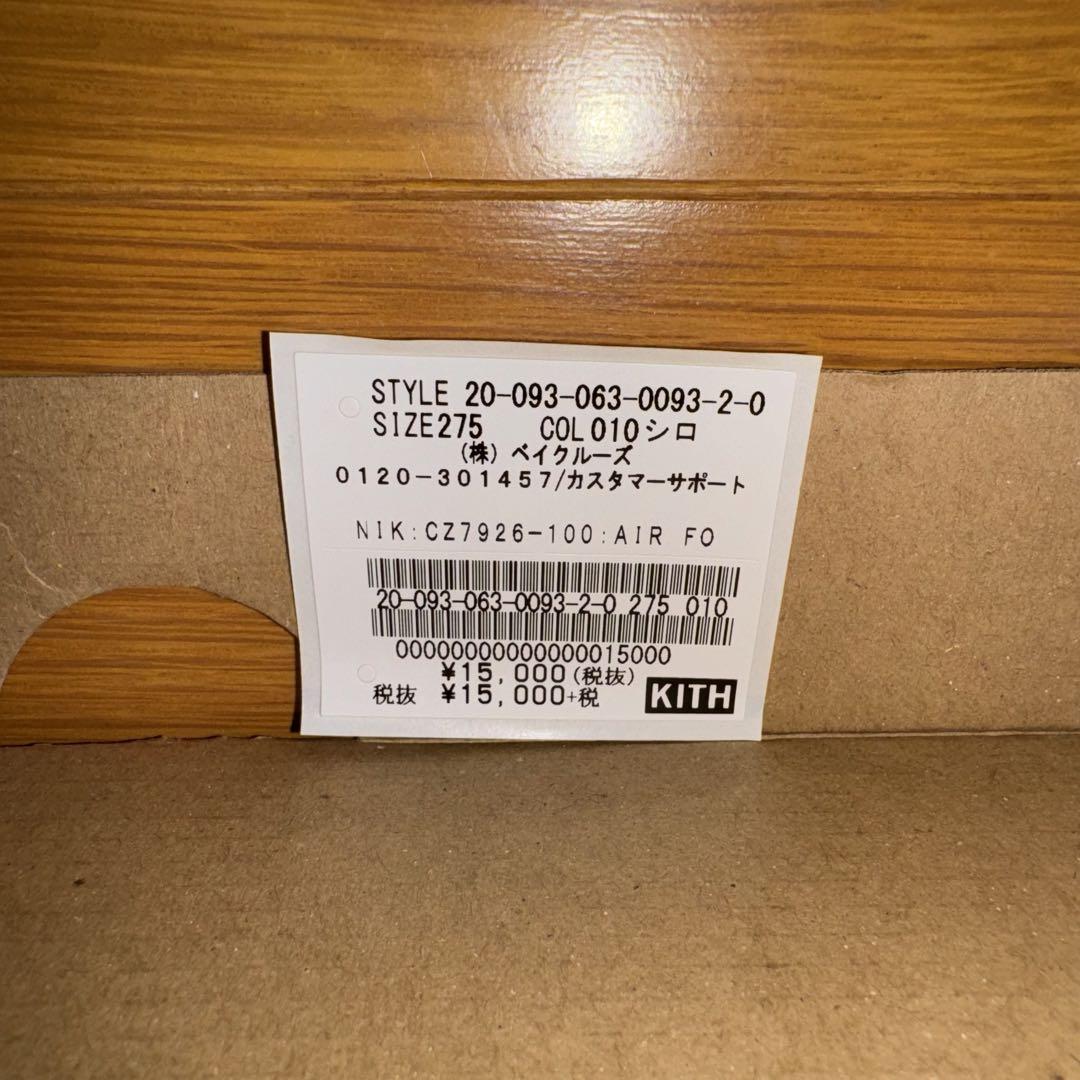 STYLE 20-093-063-0093-2-0
SIZE275 COL010シロ
(株)ベイクルーズ
0120-301457/カスタマーサポート
NIK:CZ7926-100:AIR FO
20-093-063-0093-2-0 275 010
000000000000000015000
¥15,000(税抜)
税抜 ¥15,000+税
KITH